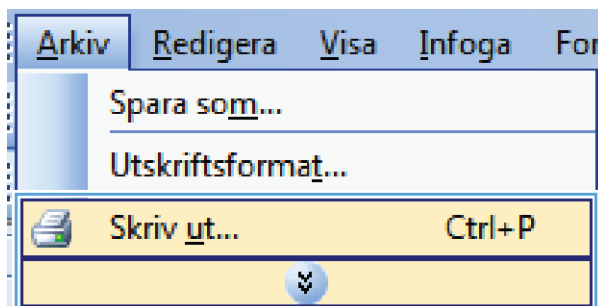 Arkiv Redigera Visa Infoga For
Spara som...
Utskriftsformat...
Skriv ut... Ctrl+P